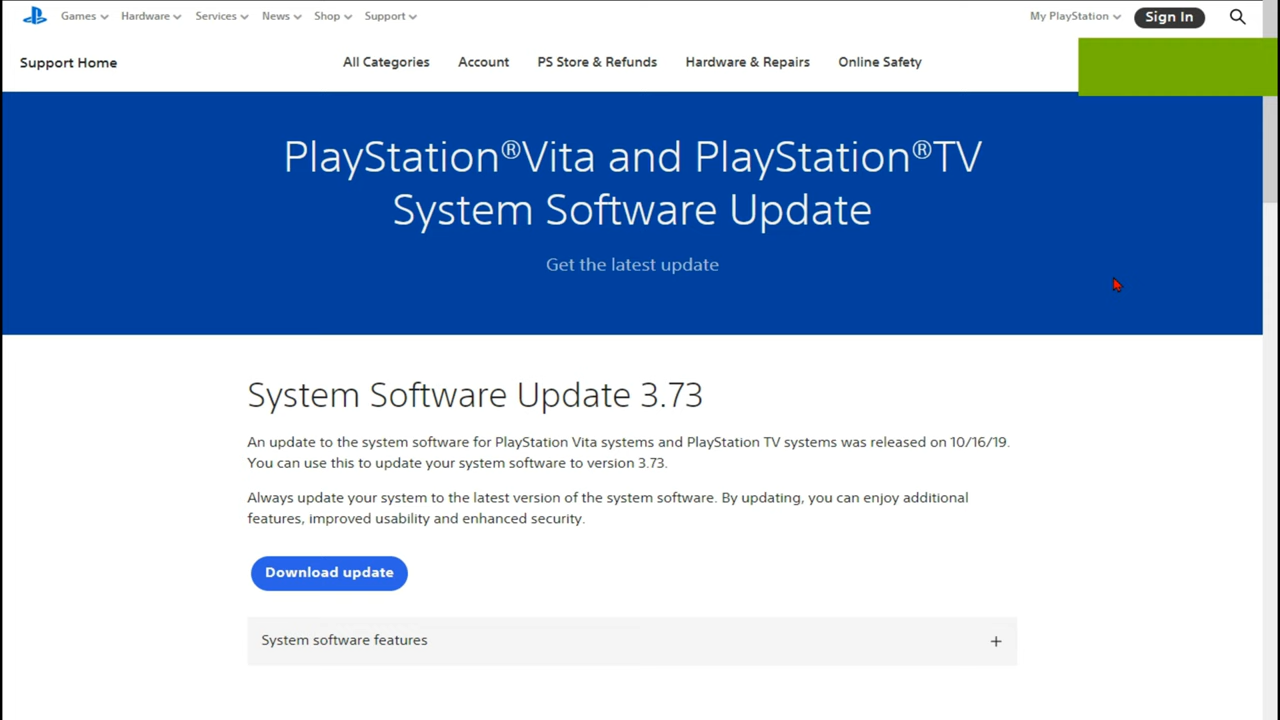 Games Hardware Services News Shop Support My PlayStation Sign In
Support Home All Categories Account PS Store & Refunds Hardware & Repairs Online Safety
PlayStation®Vita and PlayStation®TV
System Software Update
Get the latest update
System Software Update 3.73
An update to the system software for PlayStation Vita systems and PlayStation TV systems was released on 10/16/19.
You can use this to update your system software to version 3.73.
Always update your system to the latest version of the system software. By updating, you can enjoy additional
features, improved usability and enhanced security.
Download update
System software features +